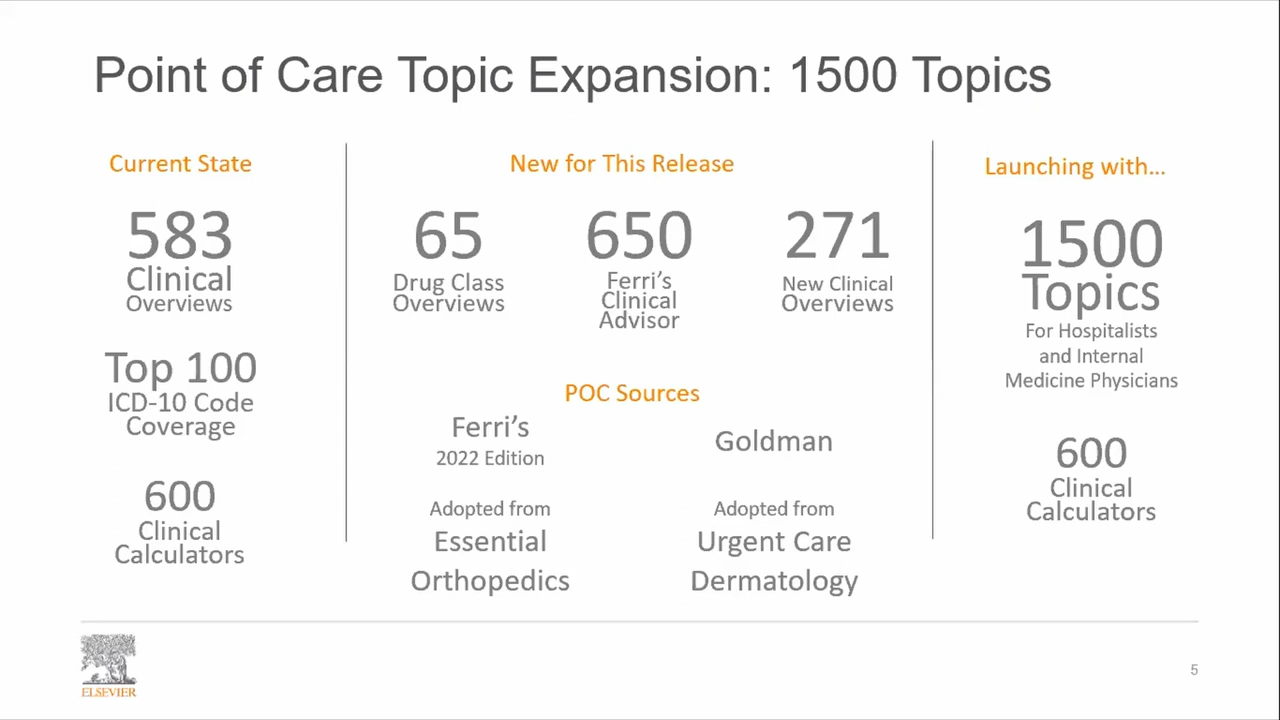 Point of Care Topic Expansion: 1500 Topics
Current State
583
Clinical
Overviews
Top 100
ICD-10 Code
Coverage
600
Clinical
Calculators
New for This Release
65
Drug Class
Overviews
650
Ferri's
Clinical
Advisor
271
New Clinical
Overviews
POC Sources
Ferri's
2022 Edition
Goldman
Adopted from
Essential
Orthopedics
Adopted from
Urgent Care
Dermatology
Launching with...
1500
Topics
For Hospitalists
and Internal
Medicine Physicians
600
Clinical
Calculators
ELSEVIER
5